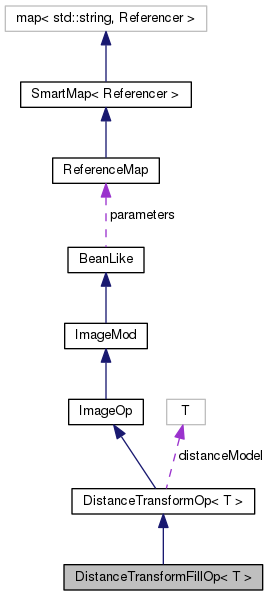 map< std::string, Referencer >
SmartMap< Referencer >
ReferenceMap
parameters
BeanLike
ImageMod
ImageOp
T
distanceModel
DistanceTransformOp< T >
DistanceTransformFillOp< T >